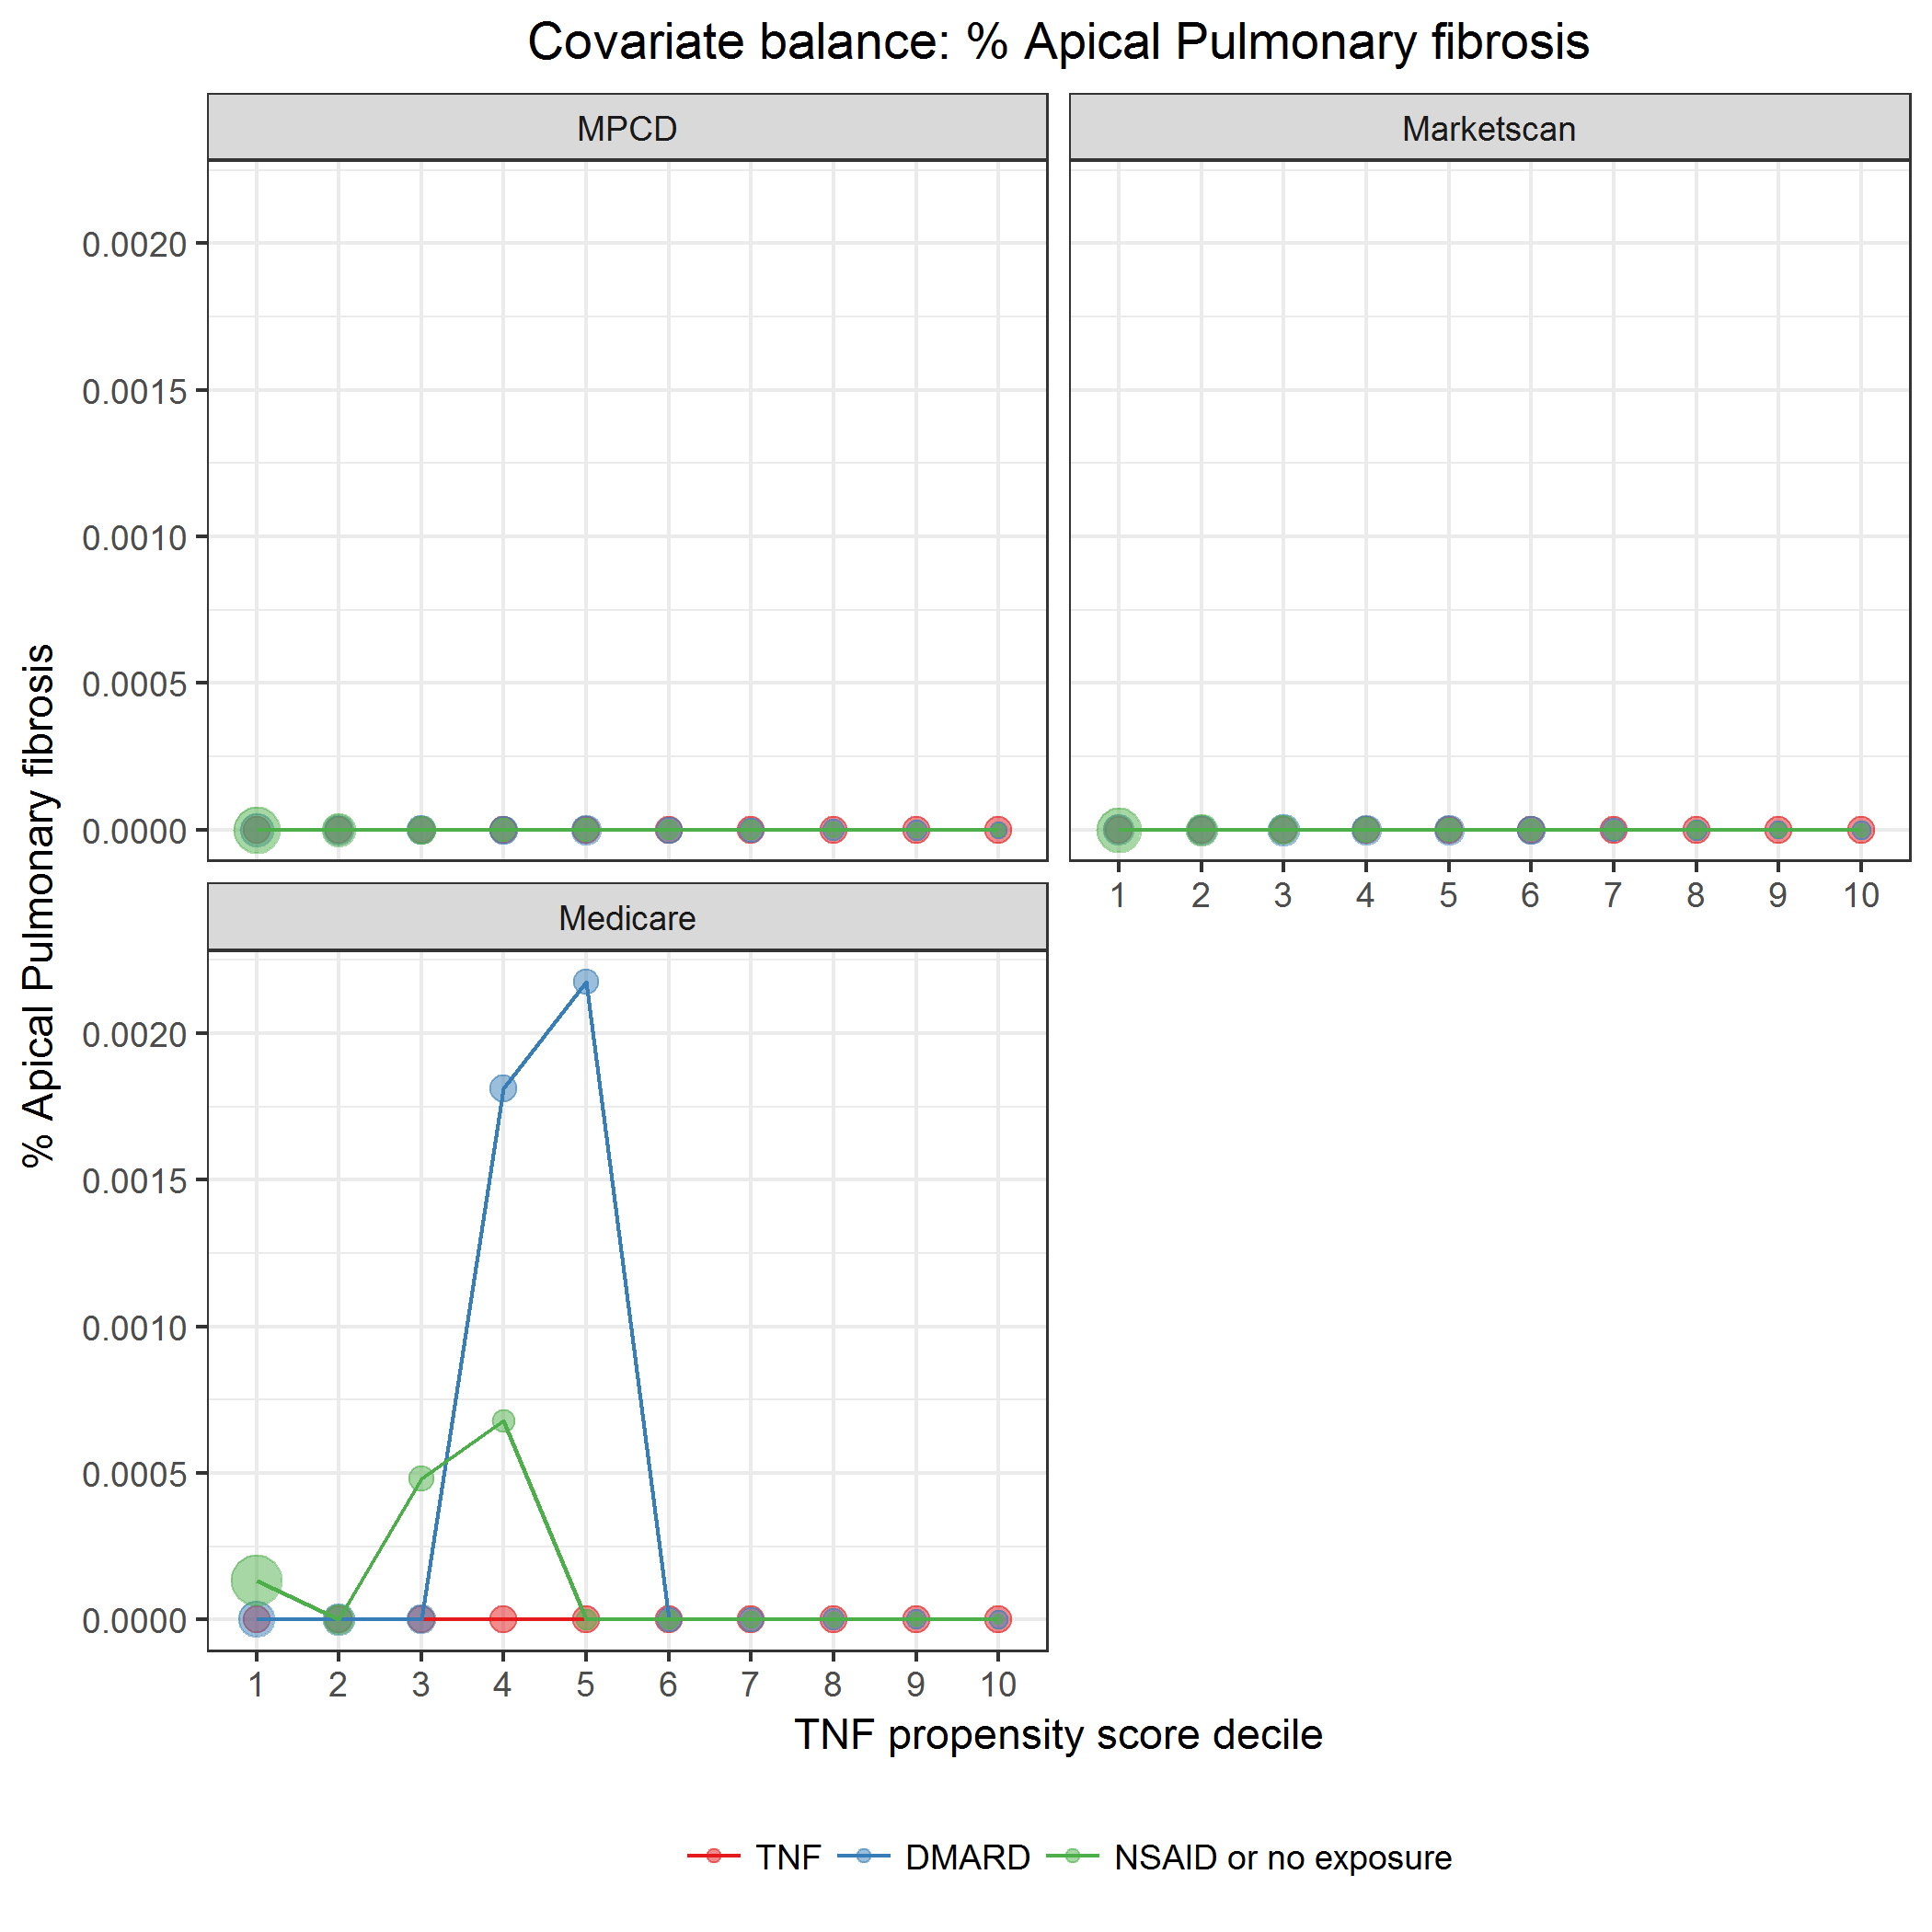 Covariate balance: % Apical Pulmonary fibrosis
MPCD
Marketscan
0.0020
0.0015
0.0010
0.0005
0.0000
1 2 3 4 5 6 7 8 9 10
Medicare
0.0020
0.0015
0.0010
0.0005
0.0000
1 2 3 4 5 6 7 8 9 10
% Apical Pulmonary fibrosis
TNF propensity score decile
TNF DMARD NSAID or no exposure